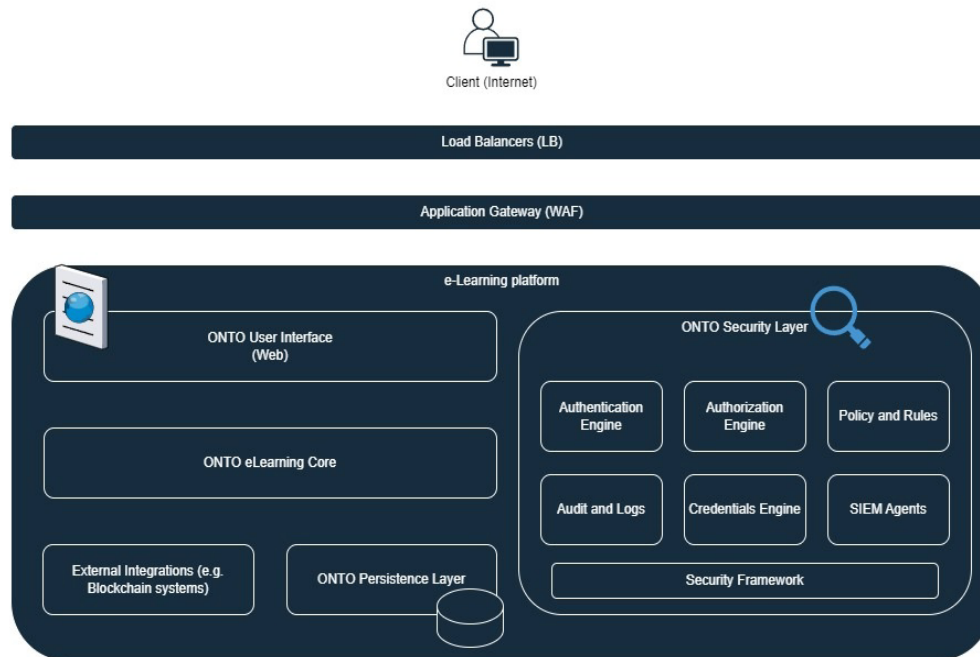 Client (Internet)
Load Balancers (LB)
Application Gateway (WAF)
e-Learning platform
ONTO User Interface
(Web)
ONTO eLearning Core
External Integrations (e.g.
Blockchain systems)
ONTO Persistence Layer
ONTO Security Layer
Authentication
Engine
Authorization
Engine
Policy and Rules
Audit and Logs
Credentials Engine
SIEM Agents
Security Framework